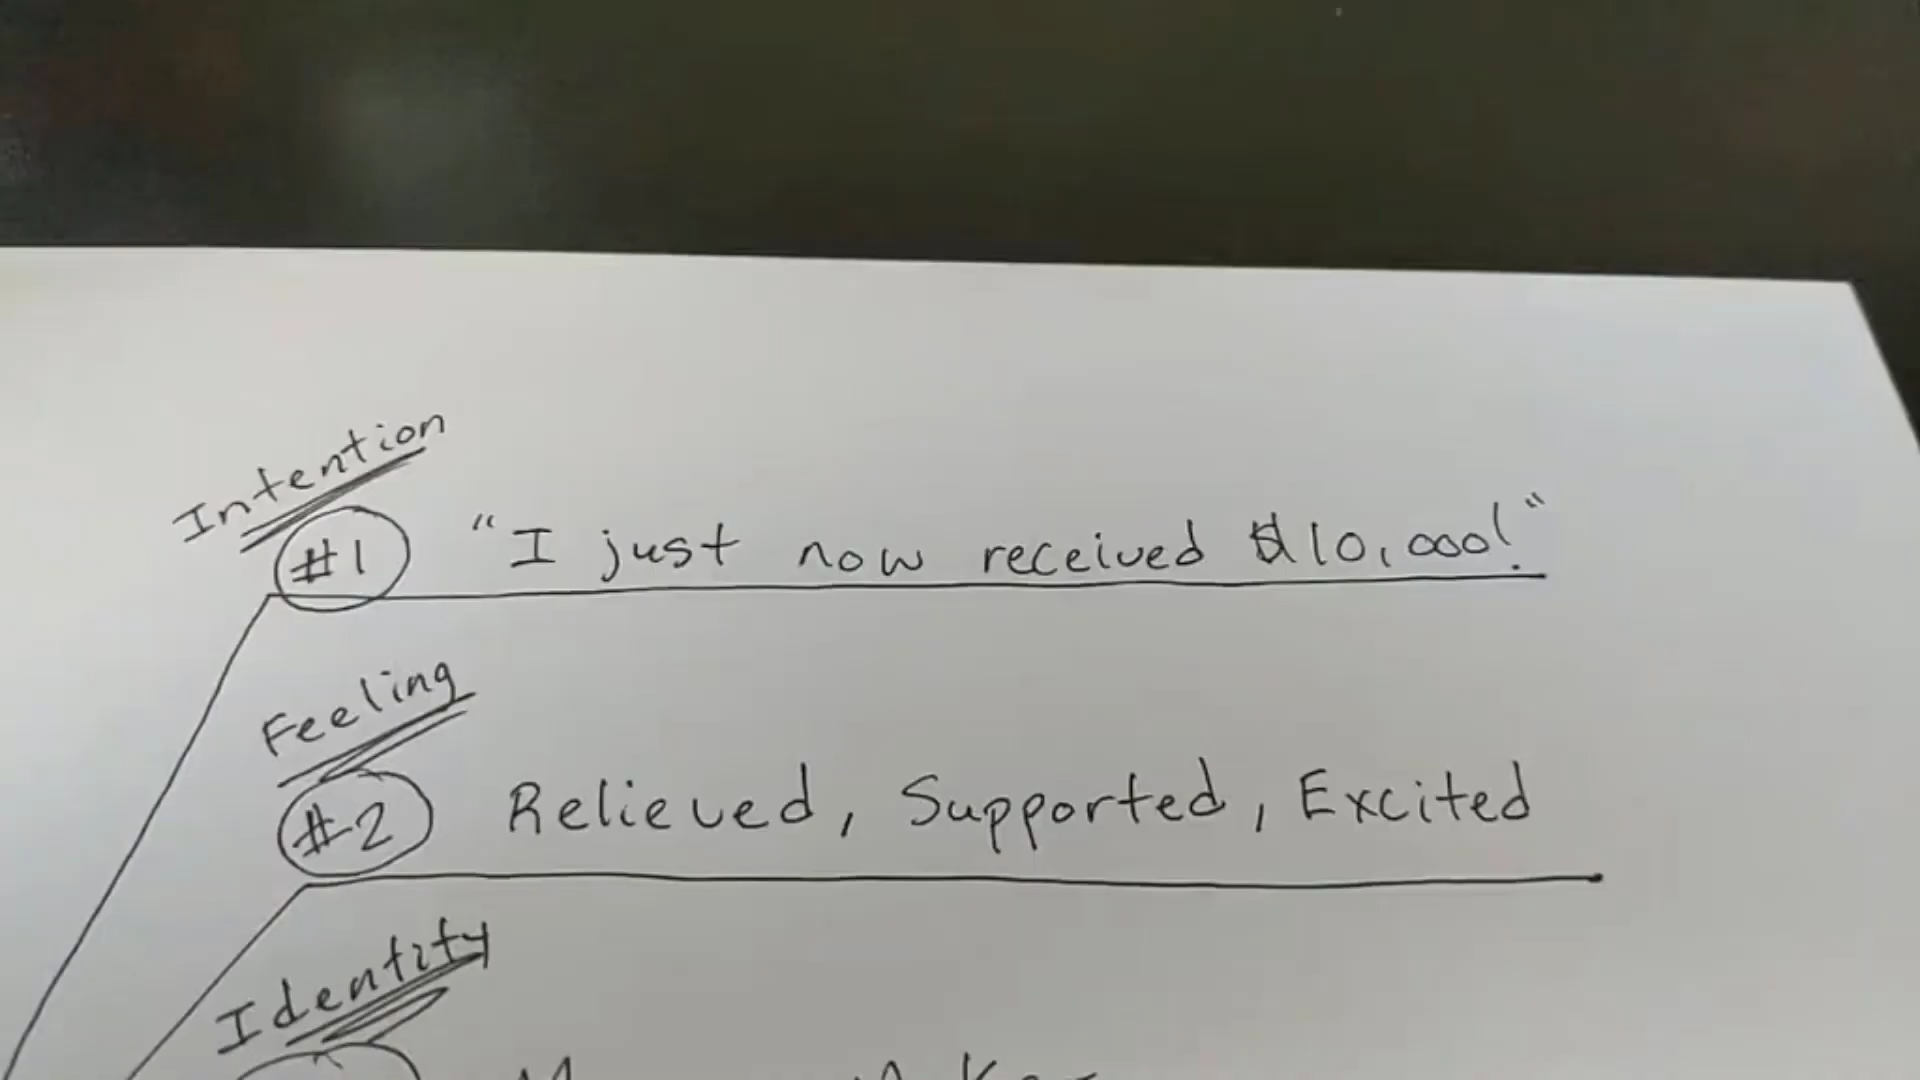 Intention
#1 "I just now received $10,000!"
Feeling
#2 Relieved, Supported, Excited
Identity